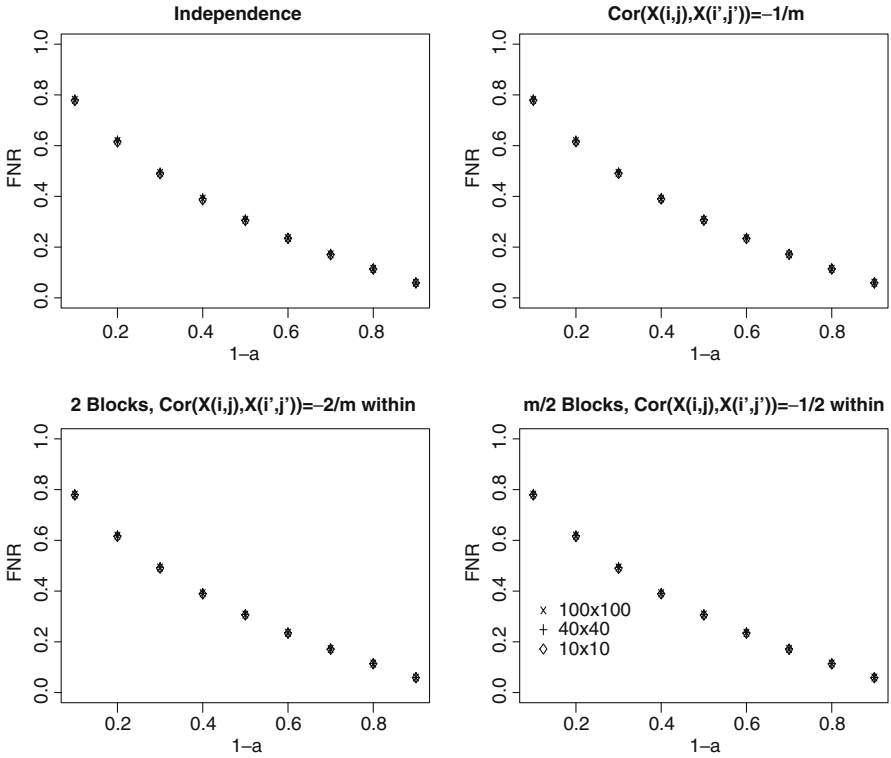 Independence
1.0
0.8
0.6
0.4
0.2
0.0
FNR
0.2 0.4 0.6 0.8
1−a
Cor(X(i,j),X(i’,j’))=−1/m
1.0
0.8
0.6
0.4
0.2
0.0
FNR
0.2 0.4 0.6 0.8
1−a
2 Blocks, Cor(X(i,j),X(i’,j’))=−2/m within
1.0
0.8
0.6
0.4
0.2
0.0
FNR
0.2 0.4 0.6 0.8
1−a
m/2 Blocks, Cor(X(i,j),X(i’,j’))=−1/2 within
1.0
0.8
0.6
0.4
0.2
0.0
FNR
100x100
40x40
10x10
0.2 0.4 0.6 0.8
1−a